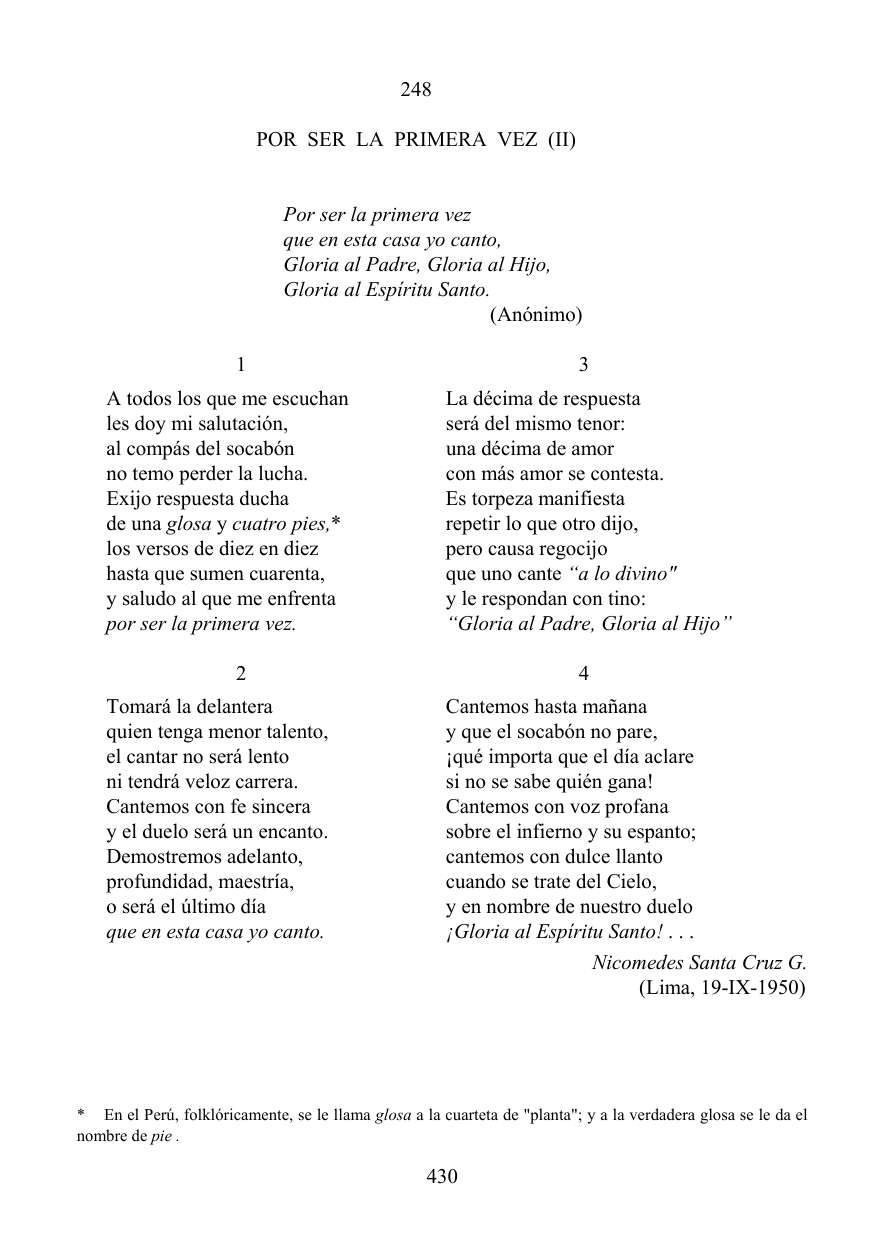 248
POR SER LA PRIMERA VEZ (II)
Por ser la primera vez
que en esta casa yo canto,
Gloria al Padre, Gloria al Hijo,
Gloria al Espíritu Santo.
(Anónimo)
1
A todos los que me escuchan
les doy mi salutación,
al compás del socabón
no temo perder la lucha.
Exijo respuesta ducha
de una glosa y cuatro pies,*
los versos de diez en diez
hasta que sumen cuarenta,
y saludo al que me enfrenta
por ser la primera vez.
2
Tomará la delantera
quien tenga menor talento,
el cantar no será lento
ni tendrá veloz carrera.
Cantemos con fe sincera
y el duelo será un encanto.
Demostremos adelanto,
profundidad, maestría,
o será el último día
que en esta casa yo canto.
3
La décima de respuesta
será del mismo tenor:
una décima de amor
con más amor se contesta.
Es torpeza manifiesta
repetir lo que otro dijo,
pero causa regocijo
que uno cante “a lo divino"
y le respondan con tino:
“Gloria al Padre, Gloria al Hijo”
4
Cantemos hasta mañana
y que el socabón no pare,
¡qué importa que el día aclare
si no se sabe quién gana!
Cantemos con voz profana
sobre el infierno y su espanto;
cantemos con dulce llanto
cuando se trate del Cielo,
y en nombre de nuestro duelo
¡Gloria al Espíritu Santo! . . .
Nicomedes Santa Cruz G.
(Lima, 19-IX-1950)
* En el Perú, folklóricamente, se le llama glosa a la cuarteta de "planta"; y a la verdadera glosa se le da el
nombre de pie .
430